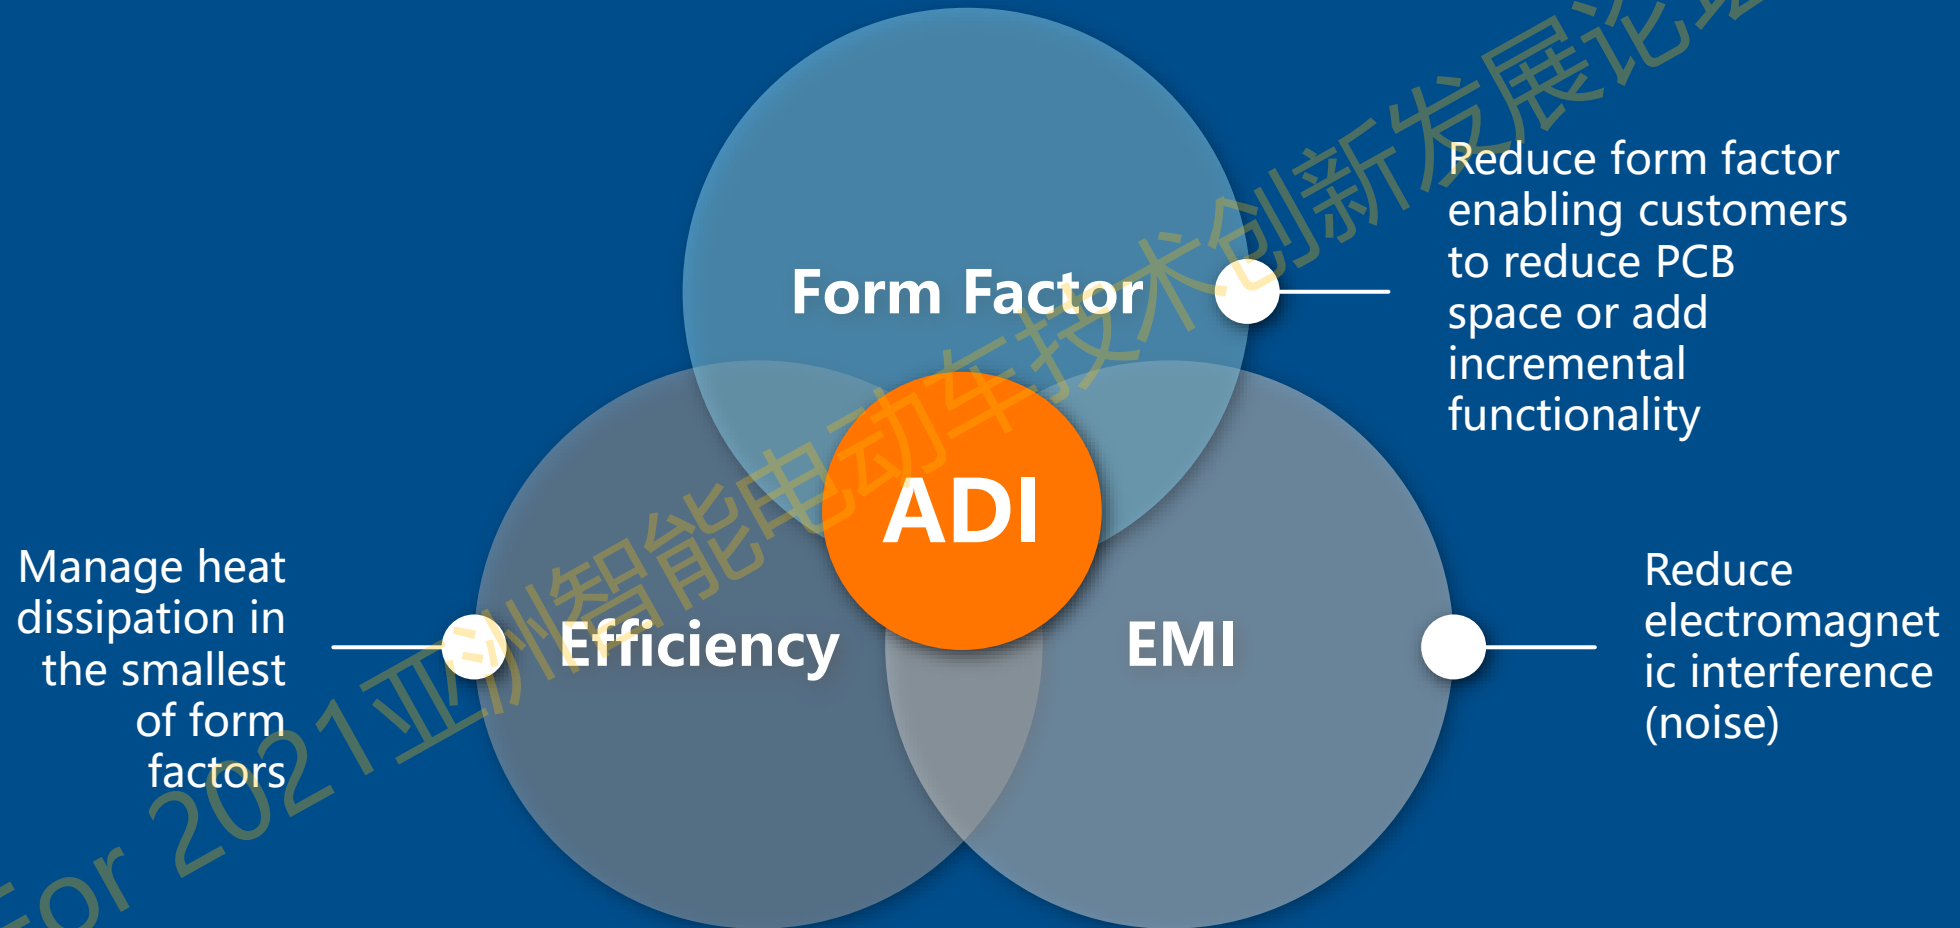 Form Factor
Reduce form factor
enabling customers
to reduce PCB
space or add
incremental
functionality
ADI
Manage heat
dissipation in
the smallest
of form
factors
Efficiency
EMI
Reduce
electromagnet
ic interference
(noise)
For 2021亚洲智能电动车技术创新发展论坛